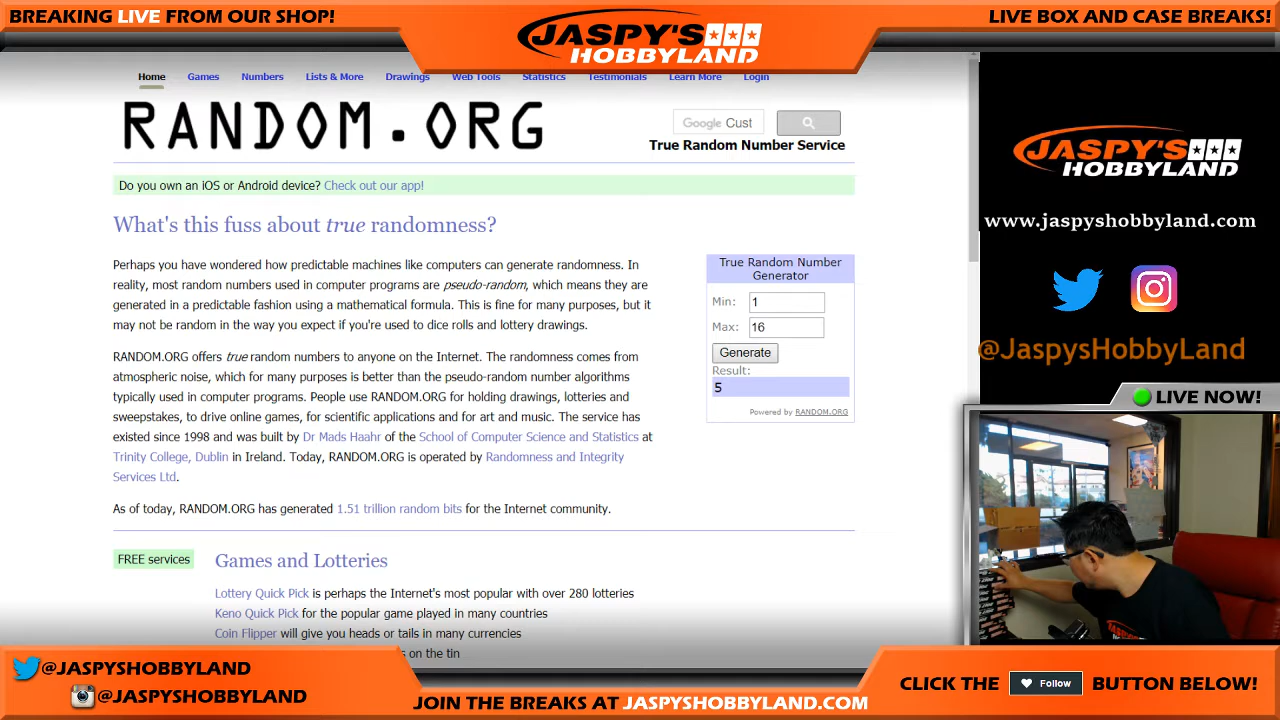 BREAKING LIVE FROM OUR SHOP!
JASPY'S
HOBBYLAND
LIVE BOX AND CASE BREAKS!
Home Games Numbers Lists & More Drawings Web Tools Statistics Testimonials Learn More Login
RANDOM.ORG
Google Cust
True Random Number Service
Do you own an iOS or Android device? Check out our app!
What's this fuss about true randomness?
Perhaps you have wondered how predictable machines like computers can generate randomness. In
reality, most random numbers used in computer programs are pseudo-random, which means they are
generated in a predictable fashion using a mathematical formula. This is fine for many purposes, but it
may not be random in the way you expect if you're used to dice rolls and lottery drawings.
RANDOM.ORG offers true random numbers to anyone on the Internet. The randomness comes from
atmospheric noise, which for many purposes is better than the pseudo-random number algorithms
typically used in computer programs. People use RANDOM.ORG for holding drawings, lotteries and
sweepstakes, to drive online games, for scientific applications and for art and music. The service has
existed since 1998 and was built by Dr Mads Haahr of the School of Computer Science and Statistics at
Trinity College, Dublin in Ireland. Today, RANDOM.ORG is operated by Randomness and Integrity
Services Ltd.
As of today, RANDOM.ORG has generated 1.51 trillion random bits for the Internet community.
True Random Number
Generator
Min: 1
Max: 16
Generate
Result:
5
Powered by RANDOM.ORG
FREE services
Games and Lotteries
Lottery Quick Pick is perhaps the Internet's most popular with over 280 lotteries
Keno Quick Pick for the popular game played in many countries
Coin Flipper will give you heads or tails in many currencies
on the tin
JASPY'S
HOBBYLAND
www.jaspyshobbyland.com
@JaspysHobbyLand
LIVE NOW!
@JASPYSHOBBYLAND
@JASPYSHOBBYLAND
JOIN THE BREAKS AT JASPYSHOBBYLAND.COM
CLICK THE Follow BUTTON BELOW!